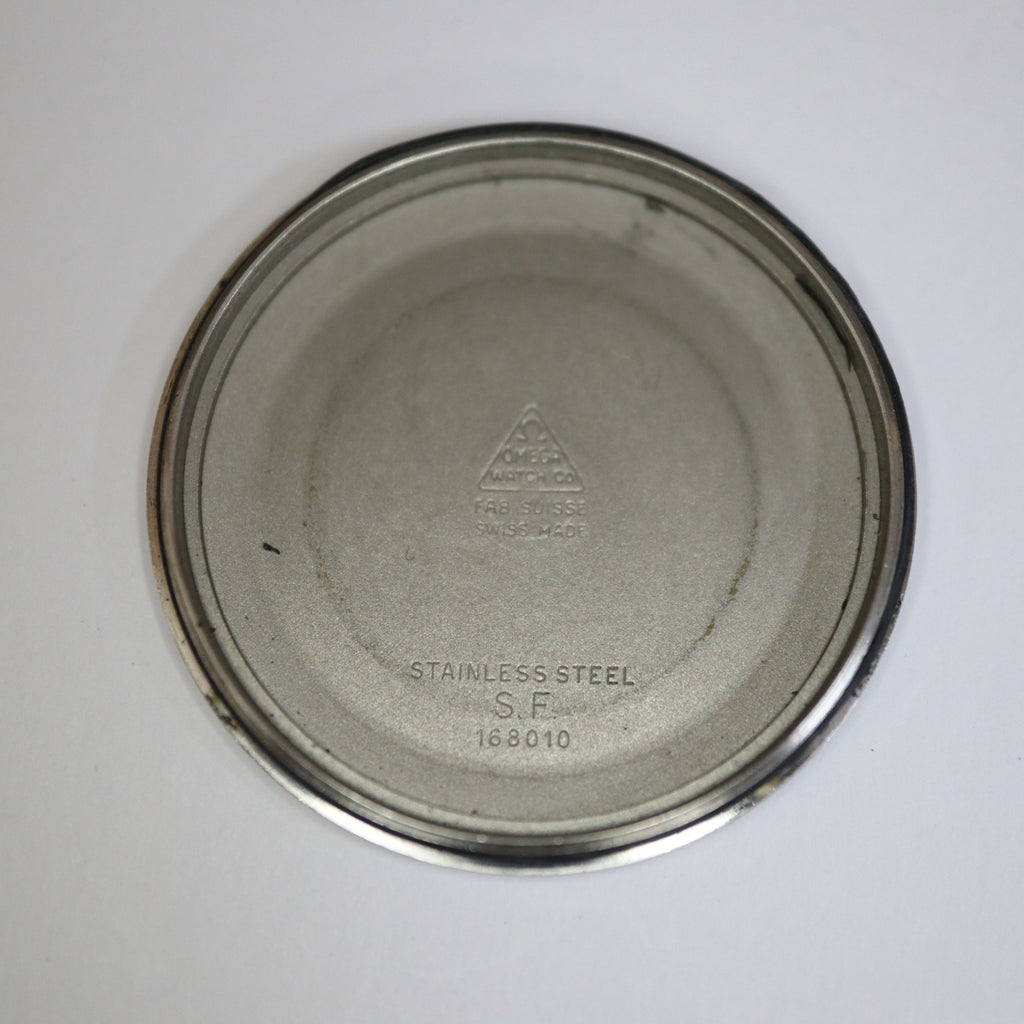 Ω
OMEGA
WATCH Co
FAB. SUISSE
SWISS MADE
STAINLESS STEEL
S.F.
168010